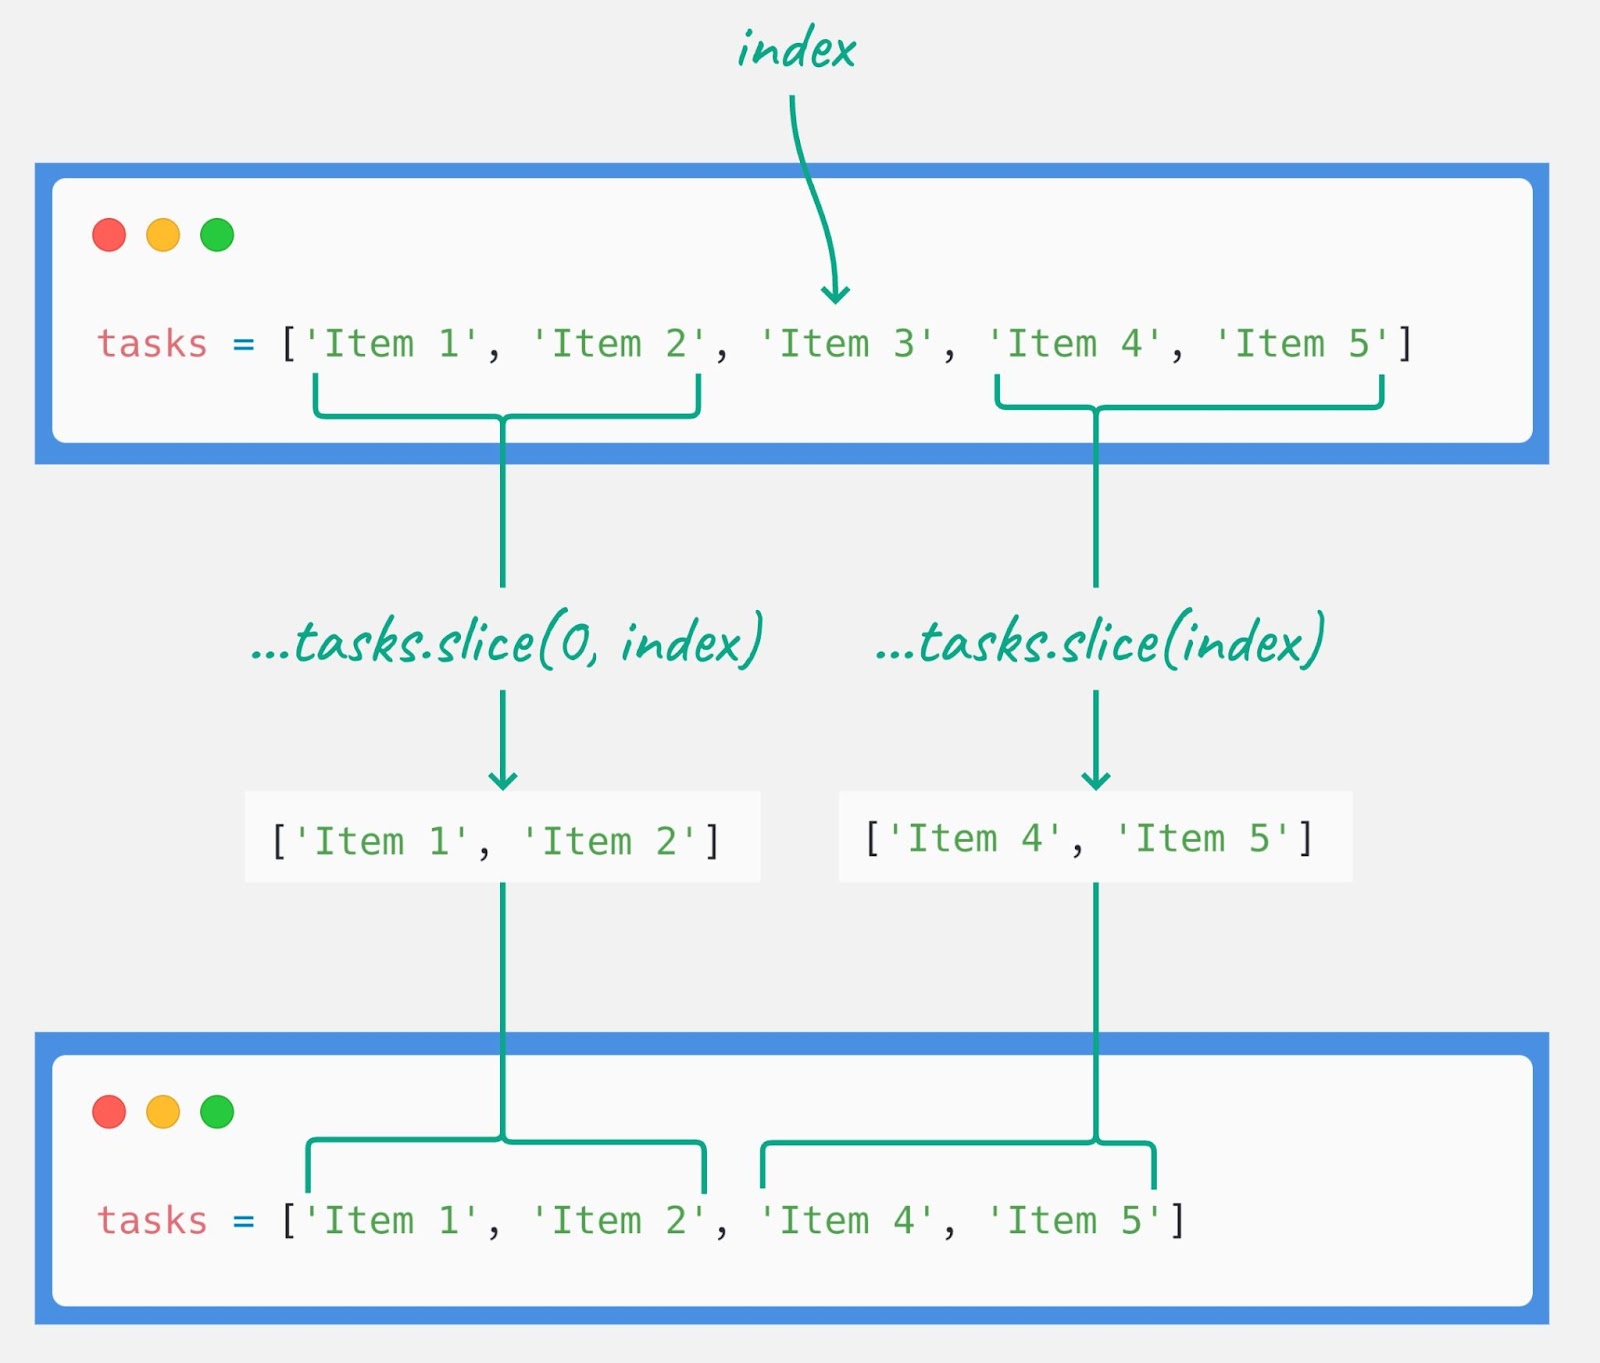 index
tasks = ['Item 1', 'Item 2', 'Item 3', 'Item 4', 'Item 5']
...tasks.slice(0, index)
...tasks.slice(index)
['Item 1', 'Item 2']
['Item 4', 'Item 5']
tasks = ['Item 1', 'Item 2', 'Item 4', 'Item 5']